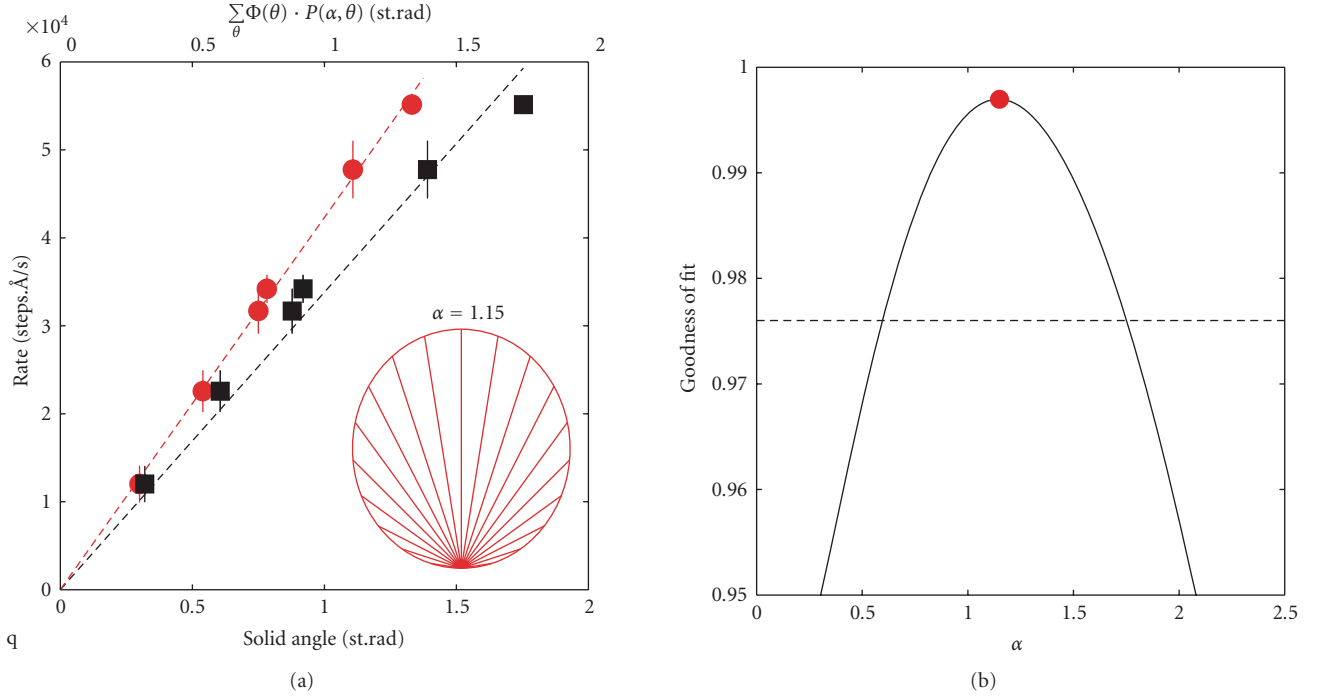 ∑θ Φ(θ) · P(α, θ) (st.rad)
×10⁴
0 0.5 1 1.5 2
6
5
4
3
2
1
0
Rate (steps.Å/s)
α = 1.15
0 0.5 1 1.5 2
Solid angle (st.rad)
q
(a)
1
0.99
0.98
0.97
0.96
0.95
Goodness of fit
0 0.5 1 1.5 2 2.5
α
(b)